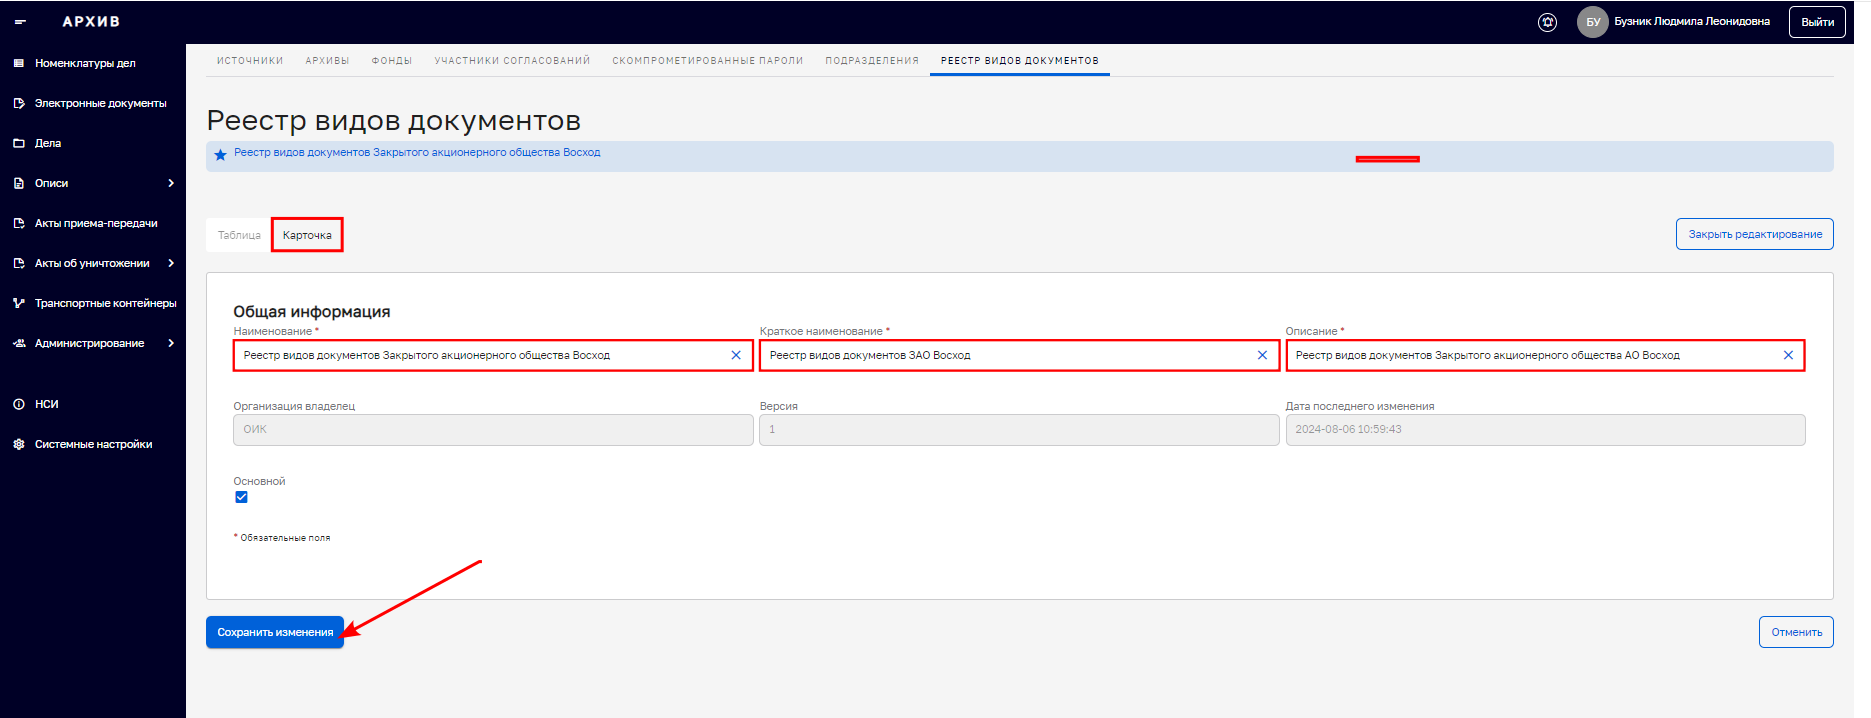 АРХИВ
БУ
Бузник Людмила Леонидовна
Выйти
Номенклатуры дел
Электронные документы
Дела
Описи
Акты приема-передачи
Акты об уничтожении
Транспортные контейнеры
Администрирование
НСИ
Системные настройки
ИСТОЧНИКИ АРХИВЫ ФОНДЫ УЧАСТНИКИ СОГЛАСОВАНИЙ СКОМПРОМЕТИРОВАННЫЕ ПАРОЛИ ПОДРАЗДЕЛЕНИЯ РЕЕСТР ВИДОВ ДОКУМЕНТОВ
Реестр видов документов
Реестр видов документов Закрытого акционерного общества Восход
Таблица Карточка
Закрыть редактирование
Общая информация
Наименование * Краткое наименование * Описание *
Реестр видов документов Закрытого акционерного общества Восход Реестр видов документов ЗАО Восход Реестр видов документов Закрытого акционерного общества АО Восход
Организация владелец Версия Дата последнего изменения
ОИК 1 2024-08-06 10:59:43
Основной
* Обязательные поля
Сохранить изменения
Отменить